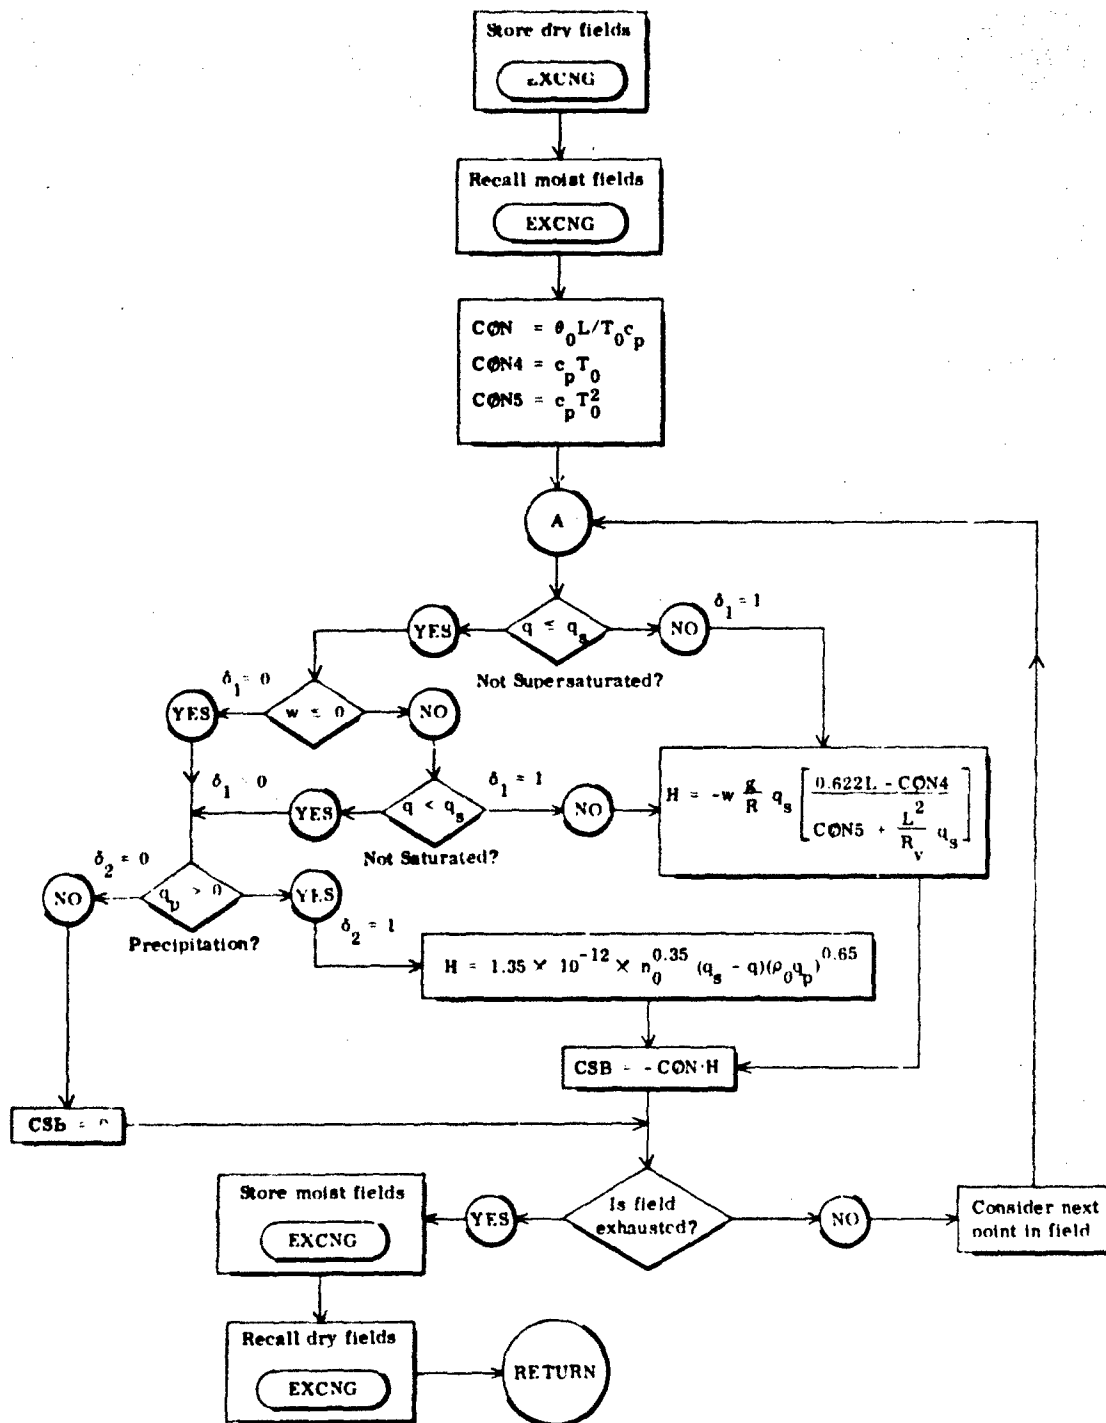 Store dry fields
EXCNG
Recall moist fields
EXCNG
CØN = θ₀L/T₀cₚ
CØN4 = cₚT₀
CØN5 = cₚT₀²
A
q ≤ qₛ
YES
NO
δ₁ = 1
Not Supersaturated?
δ₁ = 0
w ≤ 0
YES
NO
δ₁ = 0
YES
q < qₛ
δ₁ = 1
NO
Not Saturated?
H = -w g/R qₛ [(0.622L - CØN4)/(CØN5 + L²/Rᵥ qₛ)]
δ₂ = 0
NO
qₚ > 0
YES
Precipitation?
δ₂ = 1
H = 1.35 × 10⁻¹² × n₀^0.35 (qₛ - q)(ρ₀qₚ)^0.65
CSB = -CØN·H
CSB =
Store moist fields
EXCNG
YES
Is field
exhausted?
NO
Consider next
point in field
Recall dry fields
EXCNG
RETURN